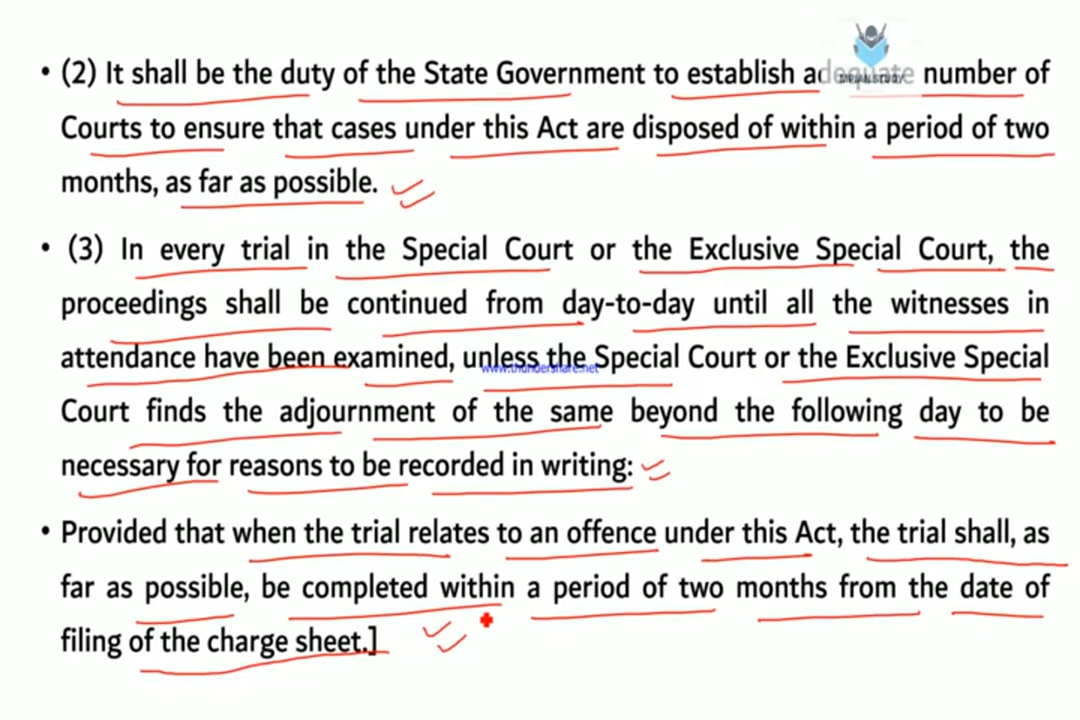 • (2) It shall be the duty of the State Government to establish adequate number of
Courts to ensure that cases under this Act are disposed of within a period of two
months, as far as possible.
• (3) In every trial in the Special Court or the Exclusive Special Court, the
proceedings shall be continued from day-to-day until all the witnesses in
attendance have been examined, unless the Special Court or the Exclusive Special
www.thundershare.net
Court finds the adjournment of the same beyond the following day to be
necessary for reasons to be recorded in writing:
• Provided that when the trial relates to an offence under this Act, the trial shall, as
far as possible, be completed within a period of two months from the date of
filing of the charge sheet.]